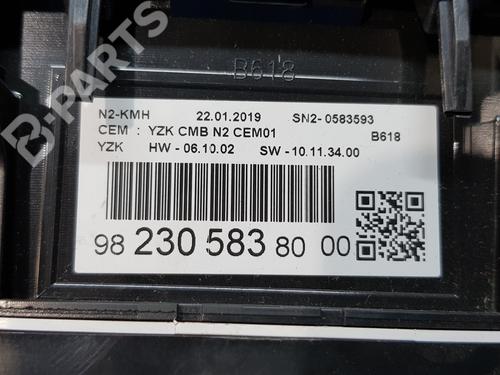 B-PARTS
B618
N2-KMH 22.01.2019 SN2- 0583593
CEM : YZK CMB N2 CEM01 B618
YZK HW - 06.10.02 SW - 10.11.34.00
98 230 583 80 00